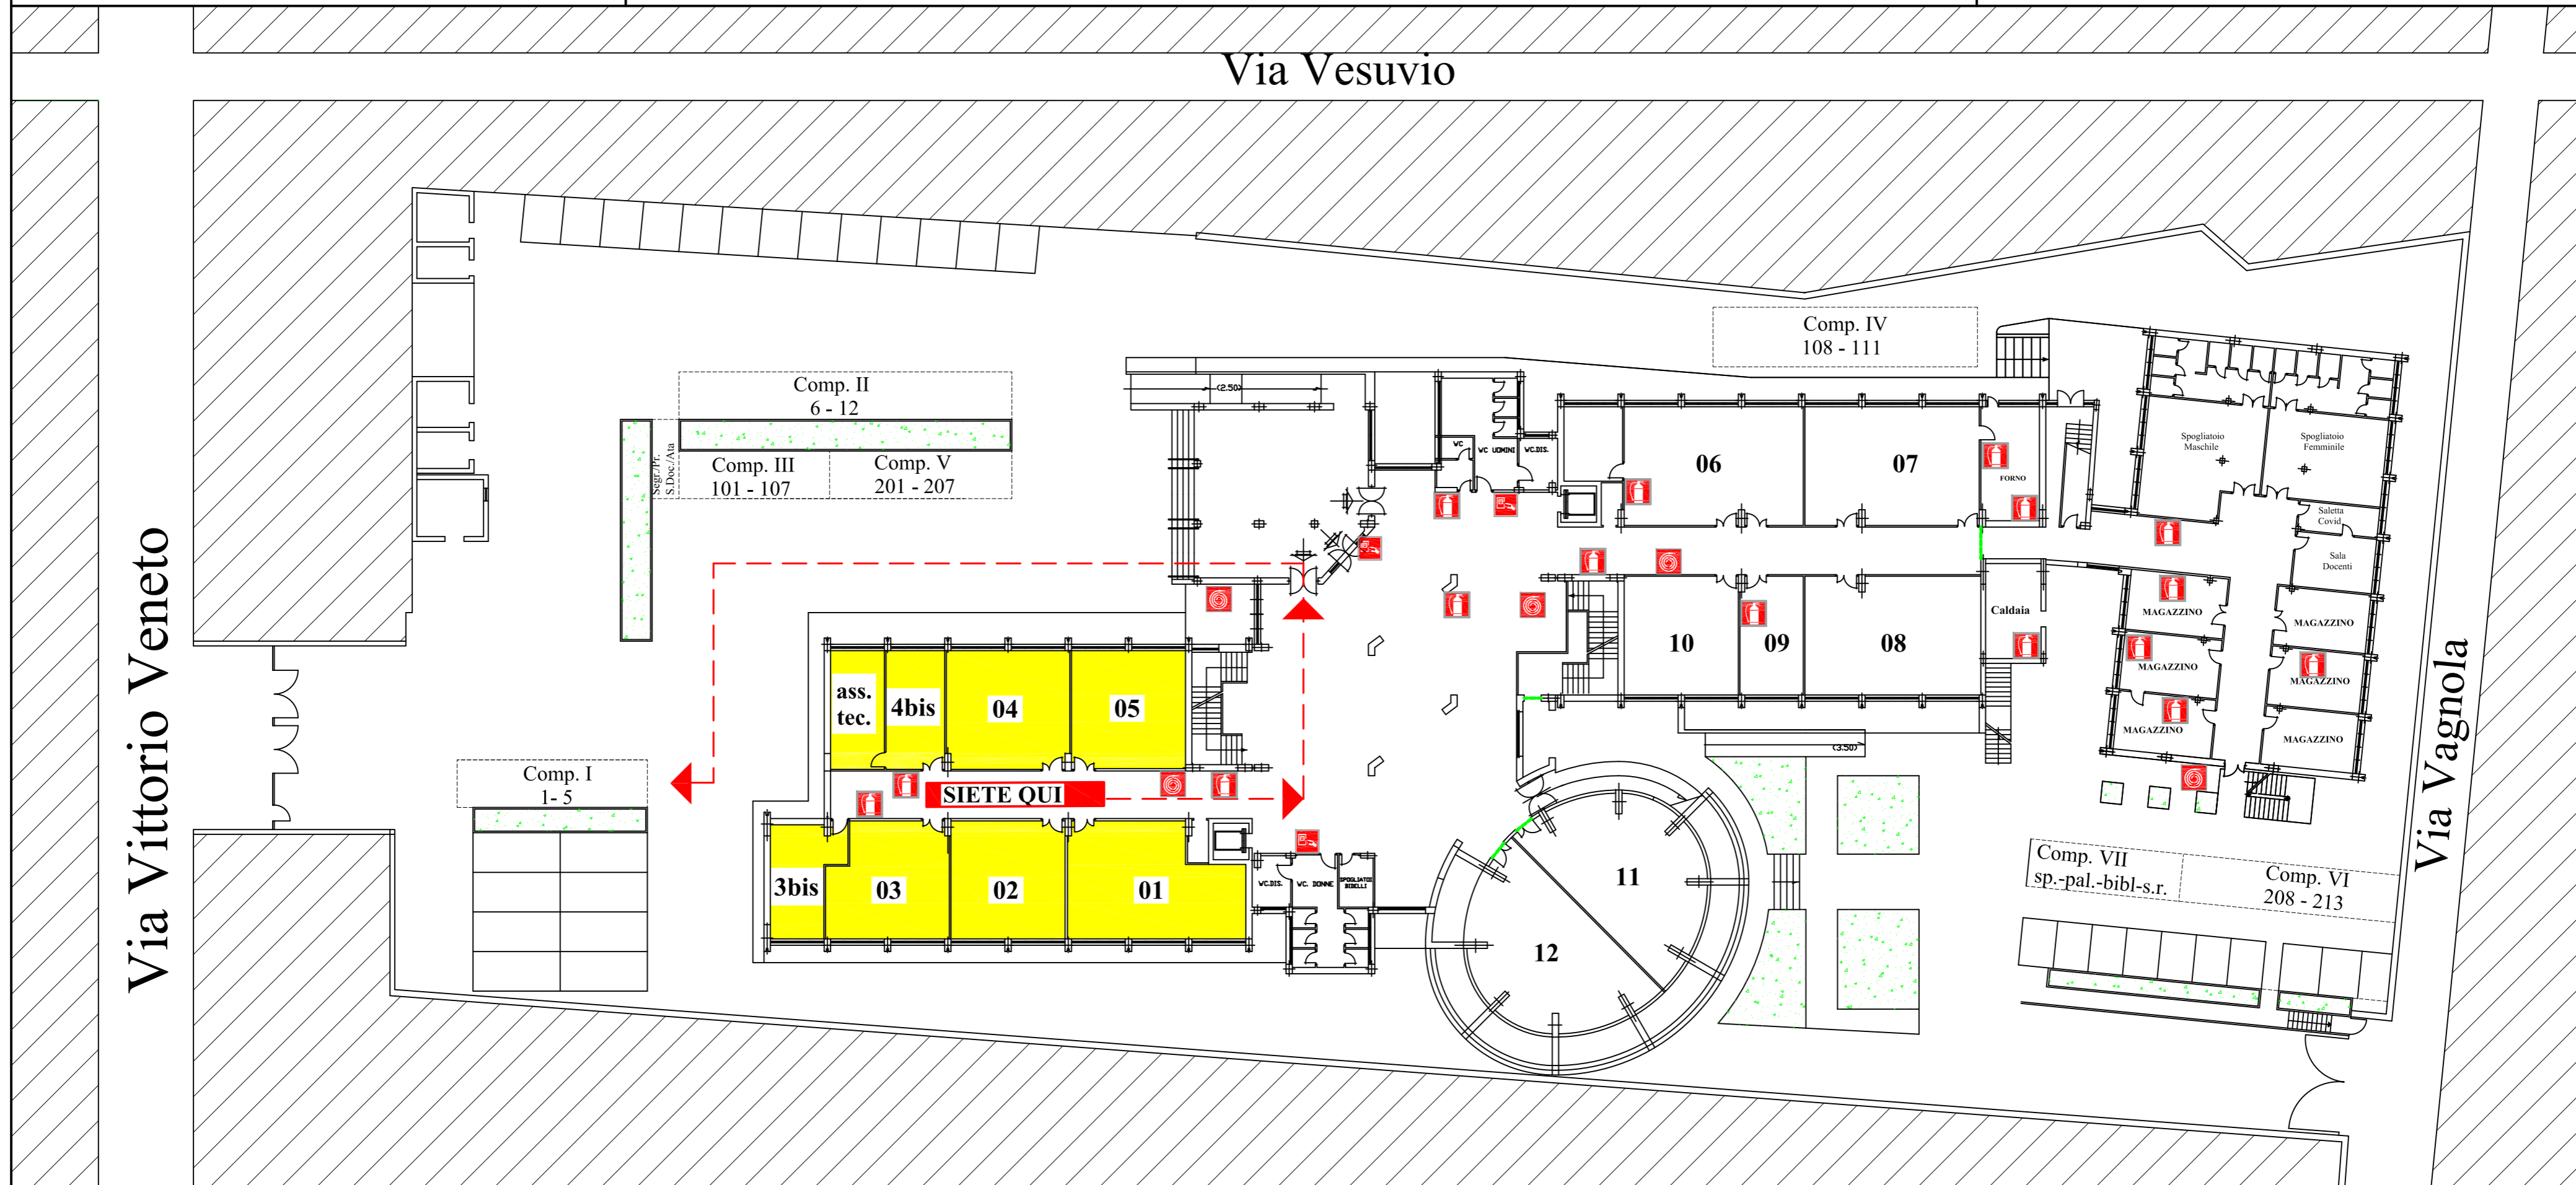 Via Vesuvio
Via Vittorio Veneto
Via Vagnola
Comp. II
6 - 12
Segr./Pr.
S.Doc./Ata
Comp. III
101 - 107
Comp. V
201 - 207
Comp. IV
108 - 111
Comp. I
1- 5
(2.50)
WC
WC UOMINI
WC.DIS.
06
07
FORNO
Spogliatoio
Maschile
Spogliatoio
Femminile
Saletta
Covid
Sala
Docenti
10
09
08
Caldaia
MAGAZZINO
MAGAZZINO
MAGAZZINO
MAGAZZINO
MAGAZZINO
MAGAZZINO
ass.
tec.
4bis
04
05
SIETE QUI
3bis
03
02
01
WC.DIS.
WC. DONNE
SPOGLIATOI
BIDELLI
(3.50)
11
12
Comp. VII
sp.-pal.-bibl-s.r.
Comp. VI
208 - 213